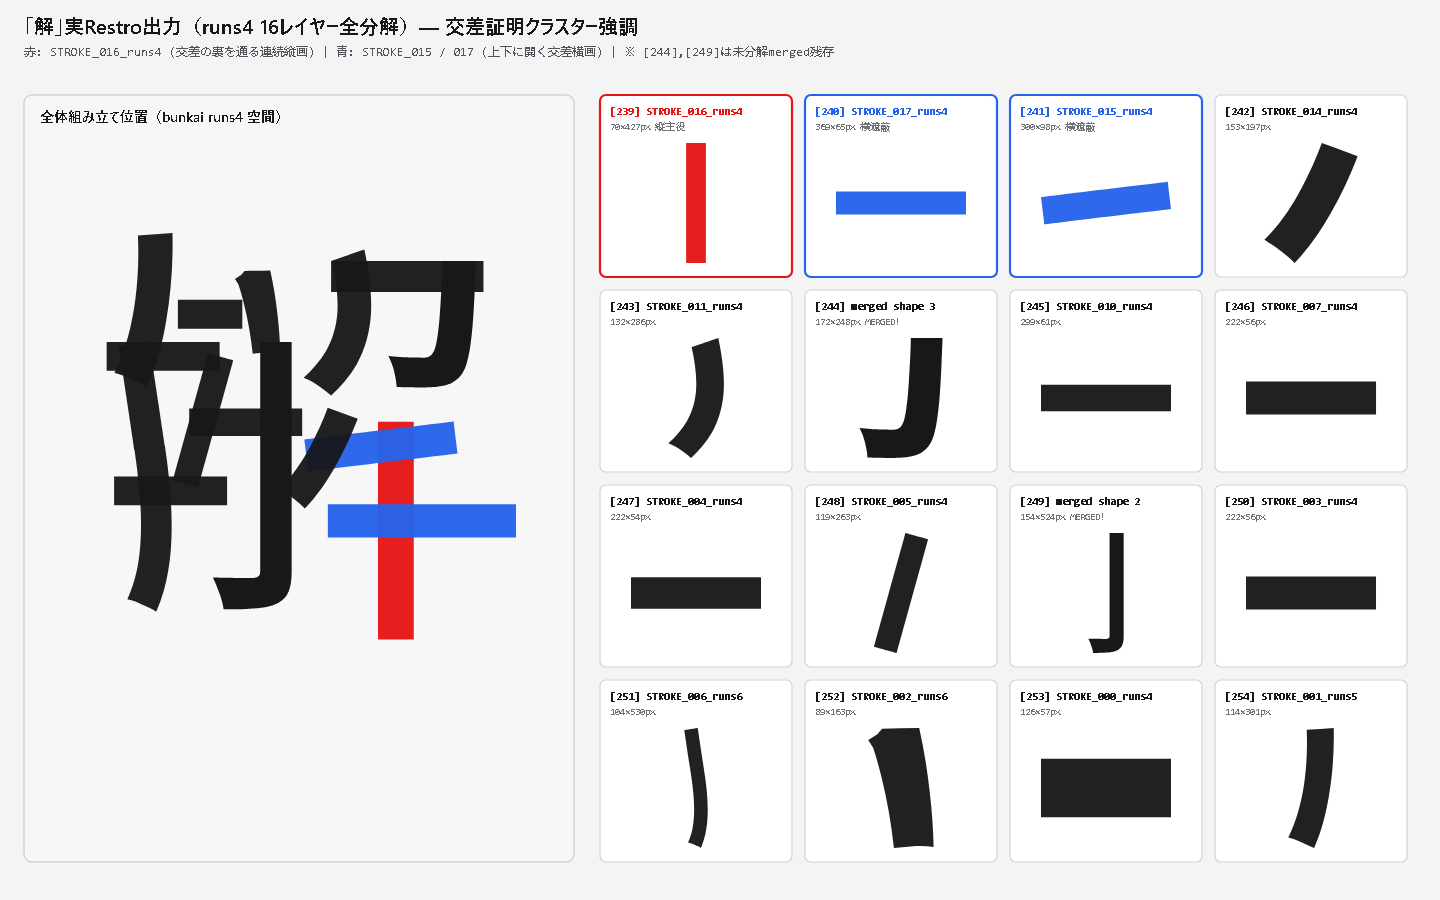 「解」実Restro出力（runs4 16レイヤー全分解）— 交差証明クラスター強調
赤: STROKE_016_runs4 (交差の裏を通る連続縦画) | 青: STROKE_015 / 017 (上下に開く交差横画) | ※ [244],[249]は未分解merged残存
全体組み立て位置（bunkai runs4 空間）
[239] STROKE_016_runs4
70×427px 縦主役
[240] STROKE_017_runs4
369×65px 横遮蔽
[241] STROKE_015_runs4
300×98px 横遮蔽
[242] STROKE_014_runs4
153×197px
[243] STROKE_011_runs4
132×286px
[244] merged shape 3
172×248px MERGED!
[245] STROKE_010_runs4
299×61px
[246] STROKE_007_runs4
222×56px
[247] STROKE_004_runs4
222×54px
[248] STROKE_005_runs4
119×263px
[249] merged shape 2
154×524px MERGED!
[250] STROKE_003_runs4
222×56px
[251] STROKE_006_runs6
104×530px
[252] STROKE_002_runs6
89×163px
[253] STROKE_000_runs4
126×57px
[254] STROKE_001_runs5
114×301px